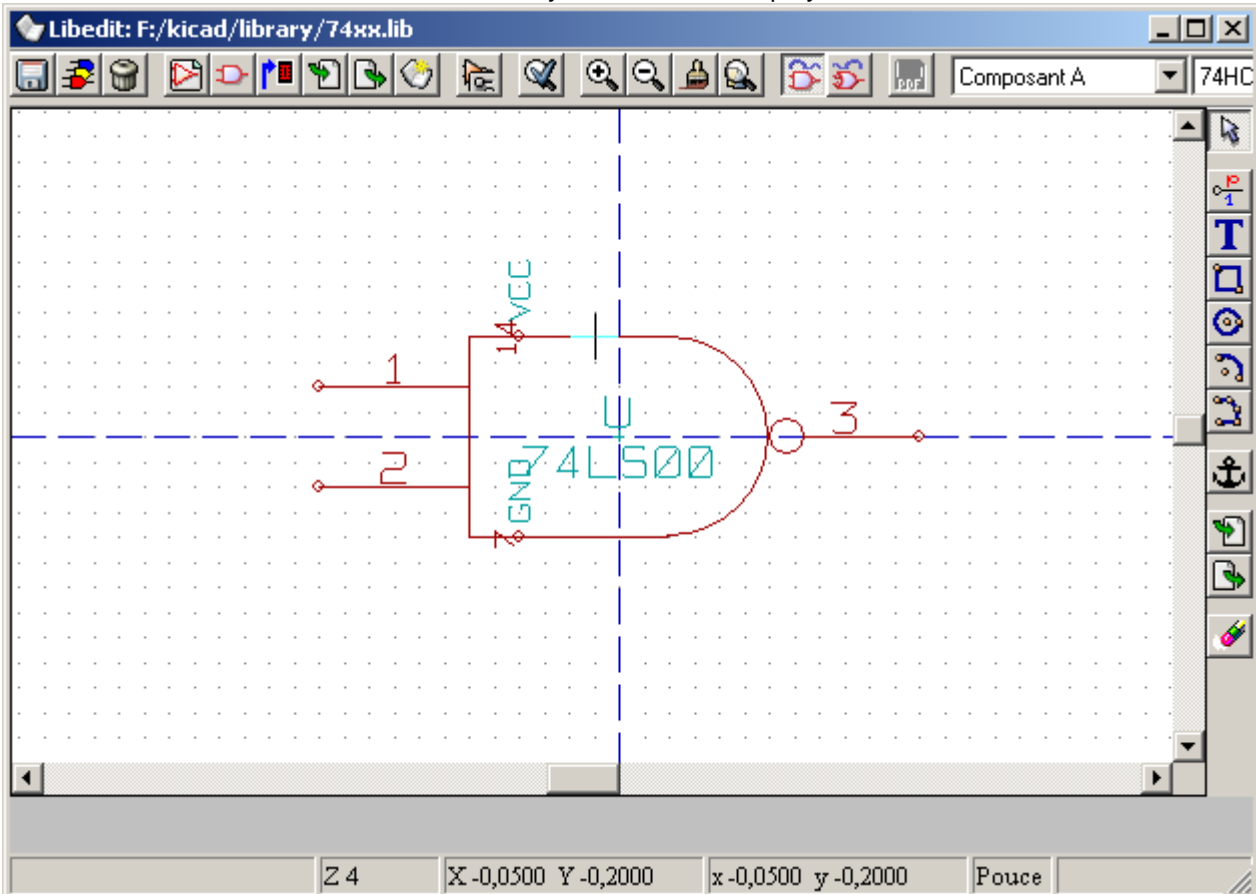 Libedit: F:/kicad/library/74xx.lib
Composant A
74HC
VCC
14
1
U
3
74LS00
2
GND
7
Z 4
X -0,0500 Y -0,2000
x -0,0500 y -0,2000
Pouce